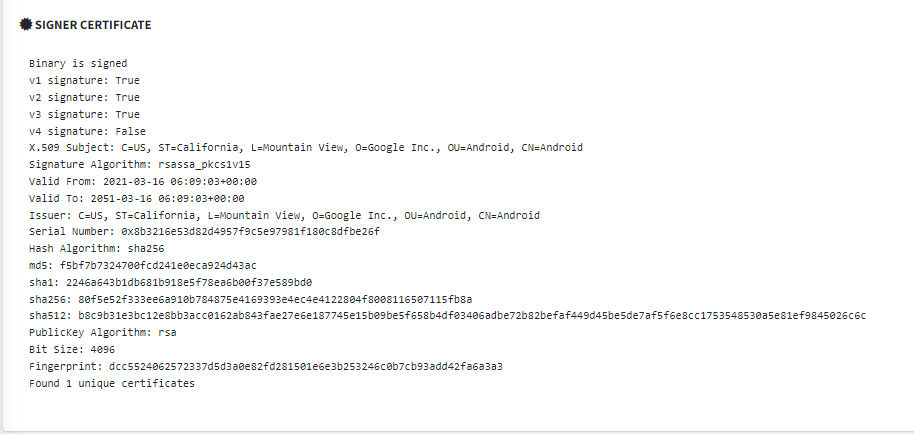 SIGNER CERTIFICATE
Binary is signed
v1 signature: True
v2 signature: True
v3 signature: True
v4 signature: False
X.509 Subject: C=US, ST=California, L=Mountain View, O=Google Inc., OU=Android, CN=Android
Signature Algorithm: rsassa_pkcs1v15
Valid From: 2021-03-16 06:09:03+00:00
Valid To: 2051-03-16 06:09:03+00:00
Issuer: C=US, ST=California, L=Mountain View, O=Google Inc., OU=Android, CN=Android
Serial Number: 0x8b3216e53d82d4957f9c5e97981f180c8dfbe26f
Hash Algorithm: sha256
md5: f5bf7b7324700fcd241e0eca924d43ac
sha1: 2246a643b1db681b918e5f78ea6b00f37e589bd0
sha256: 80f5e52f333ee6a910b784875e4169393e4ec4e4122804f8008116507115fb8a
sha512: b8c9b31e3bc12e8bb3acc0162ab843fae27e6e187745e15b09be5f658b4df03406adbe72b82befaf449d45be5de7af5f6e8cc1753548530a5e81ef9845026c6c
PublicKey Algorithm: rsa
Bit Size: 4096
Fingerprint: dcc5524062572337d5d3a0e82fd281501e6e3b253246c0b7cb93add42fa6a3a3
Found 1 unique certificates